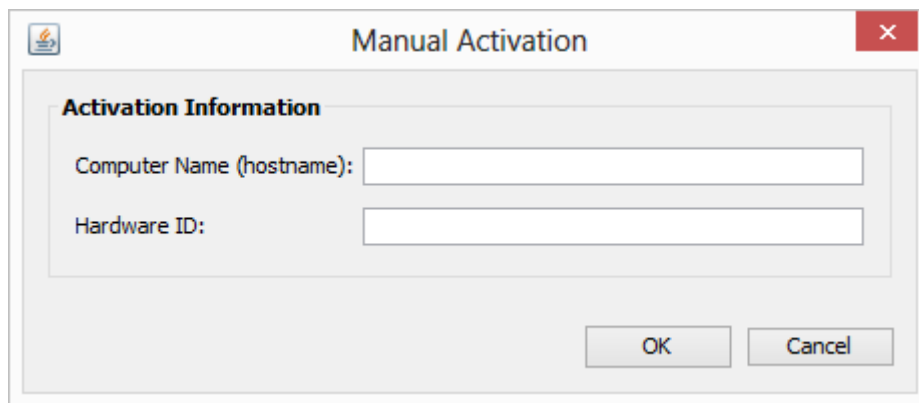 Manual Activation
Activation Information
Computer Name (hostname):
Hardware ID:
OK Cancel